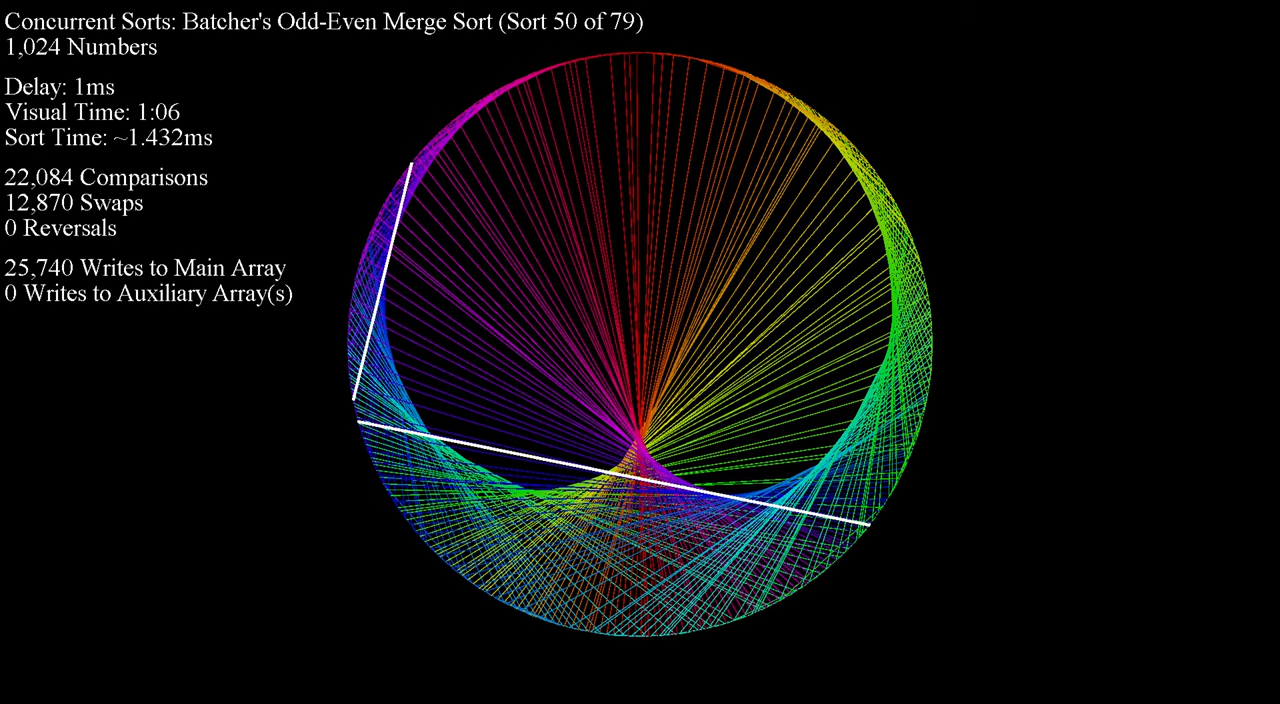 Concurrent Sorts: Batcher's Odd-Even Merge Sort (Sort 50 of 79)
1,024 Numbers
Delay: 1ms
Visual Time: 1:06
Sort Time: ~1.432ms
22,084 Comparisons
12,870 Swaps
0 Reversals
25,740 Writes to Main Array
0 Writes to Auxiliary Array(s)